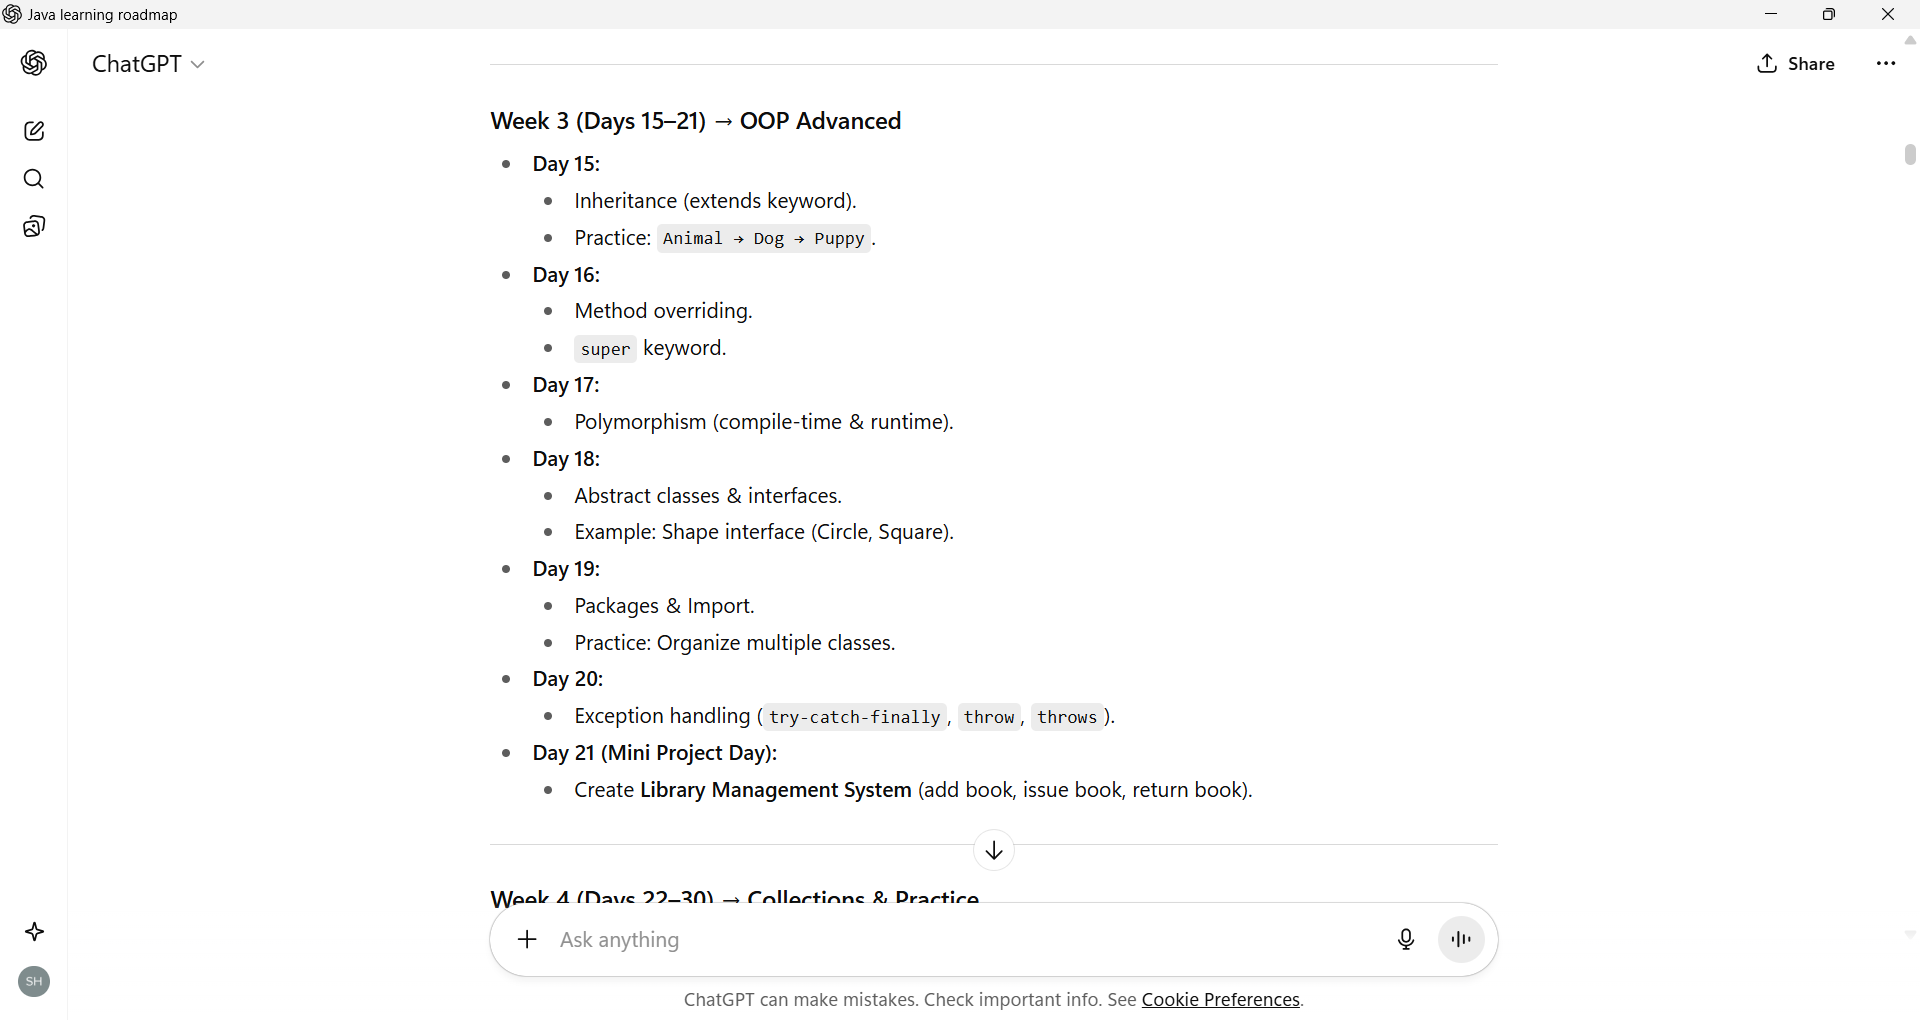 Java learning roadmap
ChatGPT
Share
Week 3 (Days 15–21) → OOP Advanced
Day 15:
Inheritance (extends keyword).
Practice: Animal → Dog → Puppy.
Day 16:
Method overriding.
super keyword.
Day 17:
Polymorphism (compile-time & runtime).
Day 18:
Abstract classes & interfaces.
Example: Shape interface (Circle, Square).
Day 19:
Packages & Import.
Practice: Organize multiple classes.
Day 20:
Exception handling (try-catch-finally, throw, throws).
Day 21 (Mini Project Day):
Create Library Management System (add book, issue book, return book).
Week 4 (Days 22–30) → Collections & Practice
Ask anything
SH
ChatGPT can make mistakes. Check important info. See Cookie Preferences.